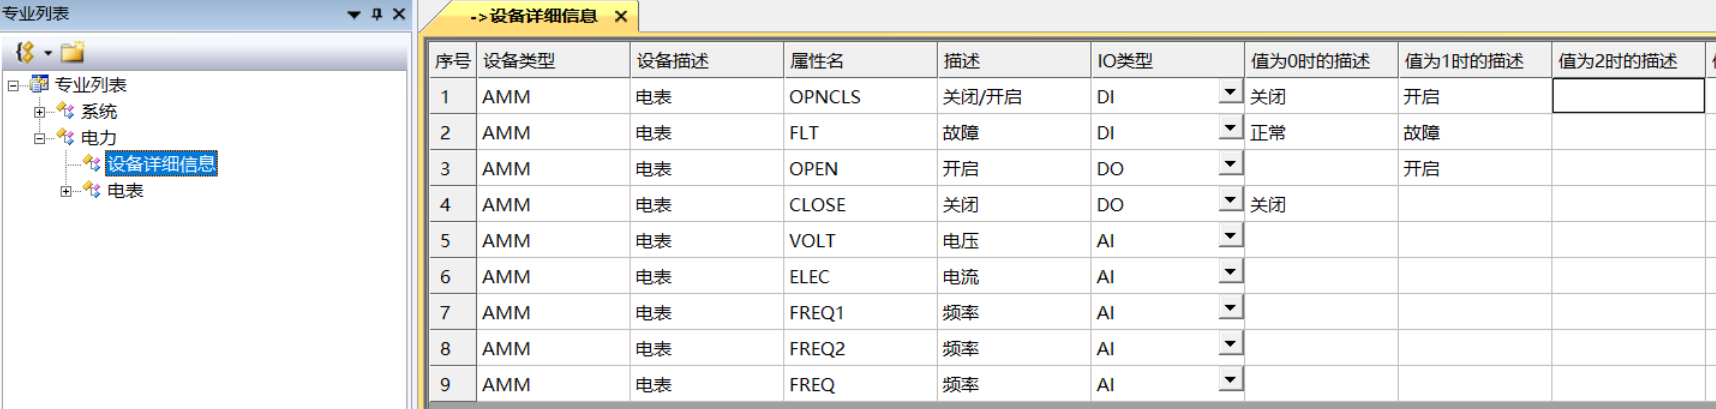 专业列表
专业列表
系统
电力
设备详细信息
电表
->设备详细信息
序号 设备类型 设备描述 属性名 描述 IO类型 值为0时的描述 值为1时的描述 值为2时的描述
1 AMM 电表 OPNCLS 关闭/开启 DI 关闭 开启
2 AMM 电表 FLT 故障 DI 正常 故障
3 AMM 电表 OPEN 开启 DO 开启
4 AMM 电表 CLOSE 关闭 DO 关闭
5 AMM 电表 VOLT 电压 AI
6 AMM 电表 ELEC 电流 AI
7 AMM 电表 FREQ1 频率 AI
8 AMM 电表 FREQ2 频率 AI
9 AMM 电表 FREQ 频率 AI